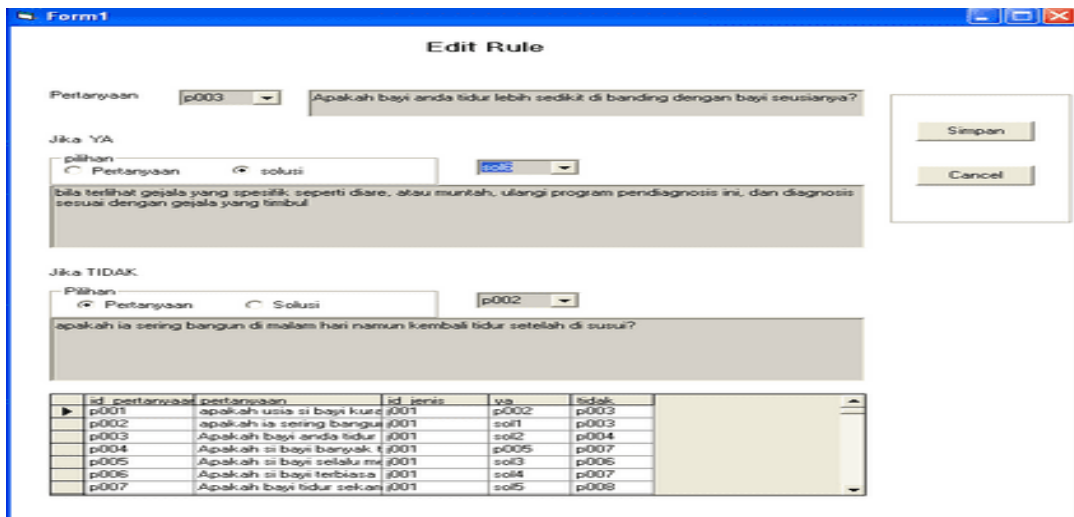 Form1
Edit Rule
Pertanyaan p003 Apakah bayi anda tidur lebih sedikit di banding dengan bayi seusianya?
Simpan
Jika YA
pilihan
Pertanyaan solusi sol6
Cancel
bila terlihat gejala yang spesifik seperti diare, atau muntah, ulangi program pendiagnosis ini, dan diagnosis
sesuai dengan gejala yang timbul
Jika TIDAK
Pilihan
Pertanyaan Solusi p002
apakah ia sering bangun di malam hari namun kembali tidur setelah di susui?
id_pertanyaan pertanyaan id_jenis ya tidak
p001 apakah usia si bayi kura j001 p002 p003
p002 apakah ia sering bangun j001 sol1 p003
p003 Apakah bayi anda tidur j001 sol2 p004
p004 Apakah si bayi banyak t j001 p005 p007
p005 Apakah si bayi selalu me j001 sol3 p006
p006 Apakah si bayi terbiasa j001 sol4 p007
p007 Apakah bayi tidur sekan j001 sol5 p008